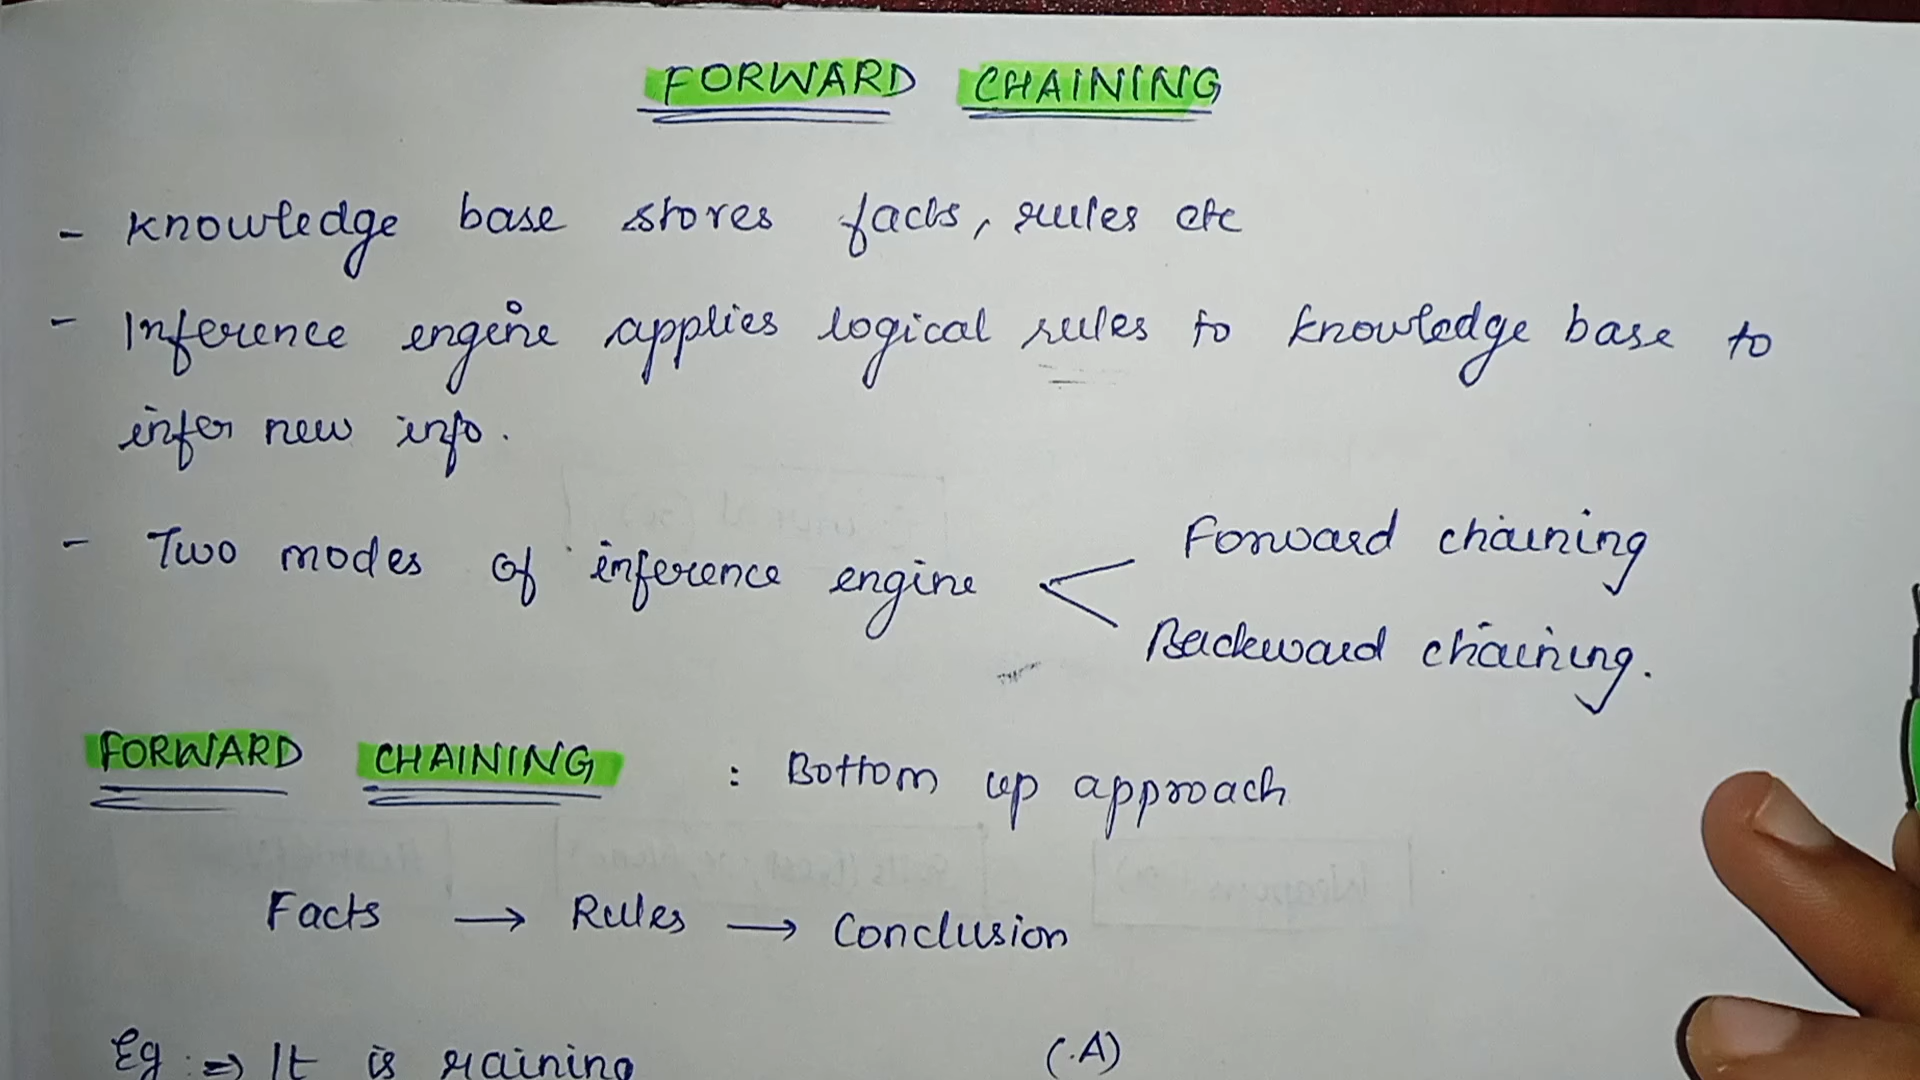 FORWARD CHAINING
- Knowledge base stores facts, rules etc
- Inference engine applies logical rules to knowledge base to
infer new info.
- Two modes of inference engine < Forward chaining
Backward chaining.
FORWARD CHAINING : Bottom up approach
Facts → Rules → Conclusion
Eg : ⇒ It is raining (.A)